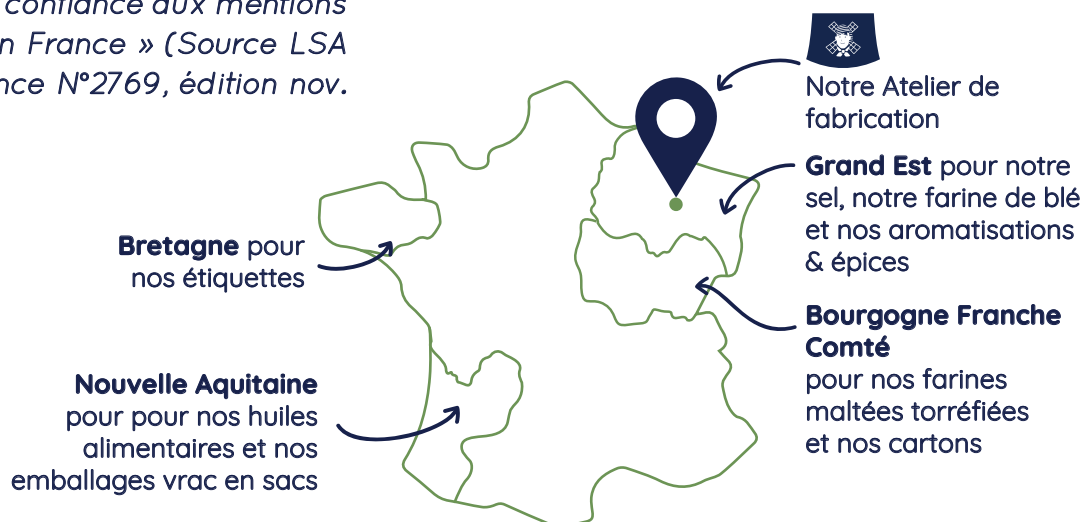 confiance aux mentions
n France » (Source LSA
nce N°2769, édition nov.
Notre Atelier de
fabrication
Grand Est pour notre
sel, notre farine de blé
et nos aromatisations
& épices
Bretagne pour
nos étiquettes
Bourgogne Franche
Comté
pour nos farines
maltées torréfiées
et nos cartons
Nouvelle Aquitaine
pour pour nos huiles
alimentaires et nos
emballages vrac en sacs